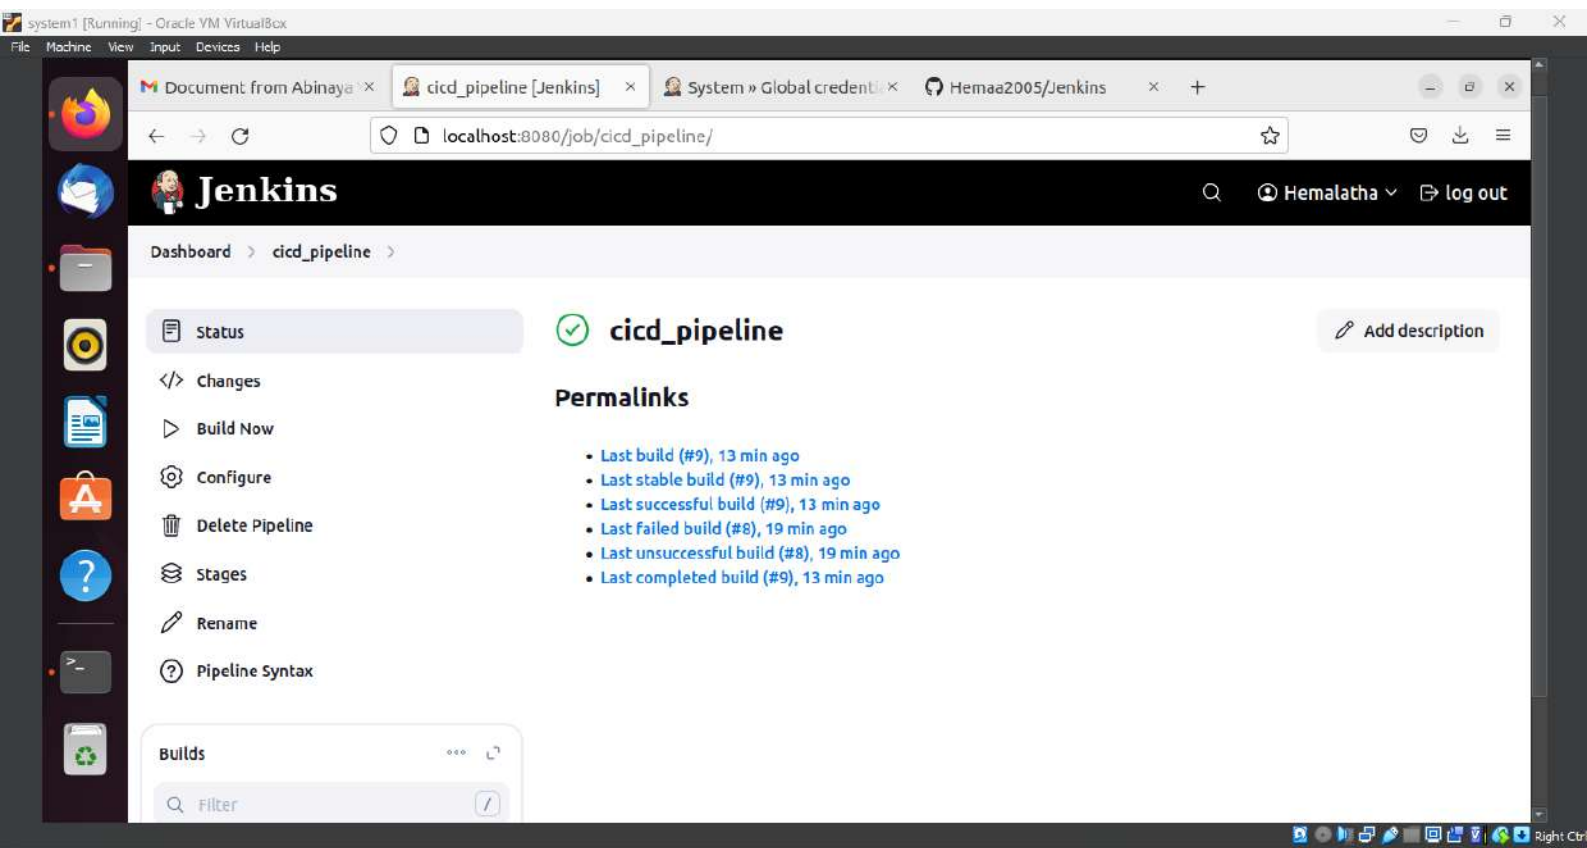 system1 [Running] - Oracle VM VirtualBox
File Machine View Input Devices Help
Document from Abinaya
cicd_pipeline [Jenkins]
System » Global credenti
Hemaa2005/Jenkins
localhost:8080/job/cicd_pipeline/
Jenkins
Hemalatha
log out
Dashboard > cicd_pipeline >
Status
Changes
Build Now
Configure
Delete Pipeline
Stages
Rename
Pipeline Syntax
Builds
Filter
/
cicd_pipeline
Add description
Permalinks
• Last build (#9), 13 min ago
• Last stable build (#9), 13 min ago
• Last successful build (#9), 13 min ago
• Last failed build (#8), 19 min ago
• Last unsuccessful build (#8), 19 min ago
• Last completed build (#9), 13 min ago
Right Ctrl